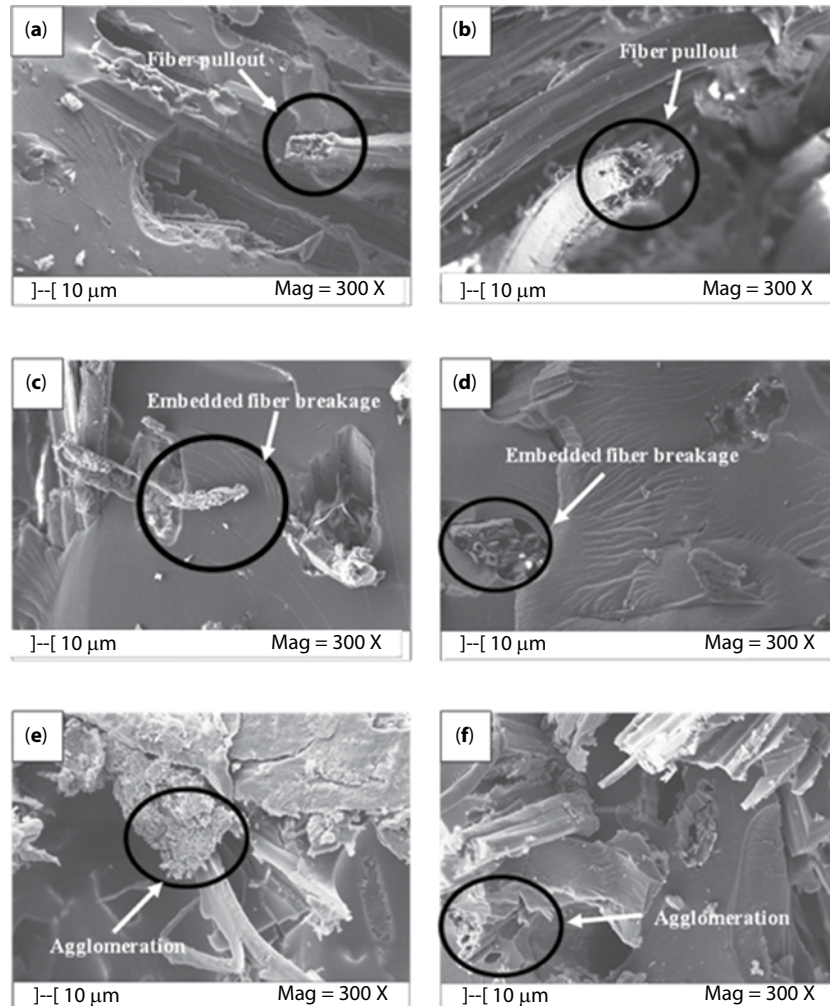 (a)
Fiber pullout
]--[ 10 μm Mag = 300 X
(b)
Fiber pullout
]--[ 10 μm Mag = 300 X
(c)
Embedded fiber breakage
]--[ 10 μm Mag = 300 X
(d)
Embedded fiber breakage
]--[ 10 μm Mag = 300 X
(e)
Agglomeration
]--[ 10 μm Mag = 300 X
(f)
Agglomeration
]--[ 10 μm Mag = 300 X